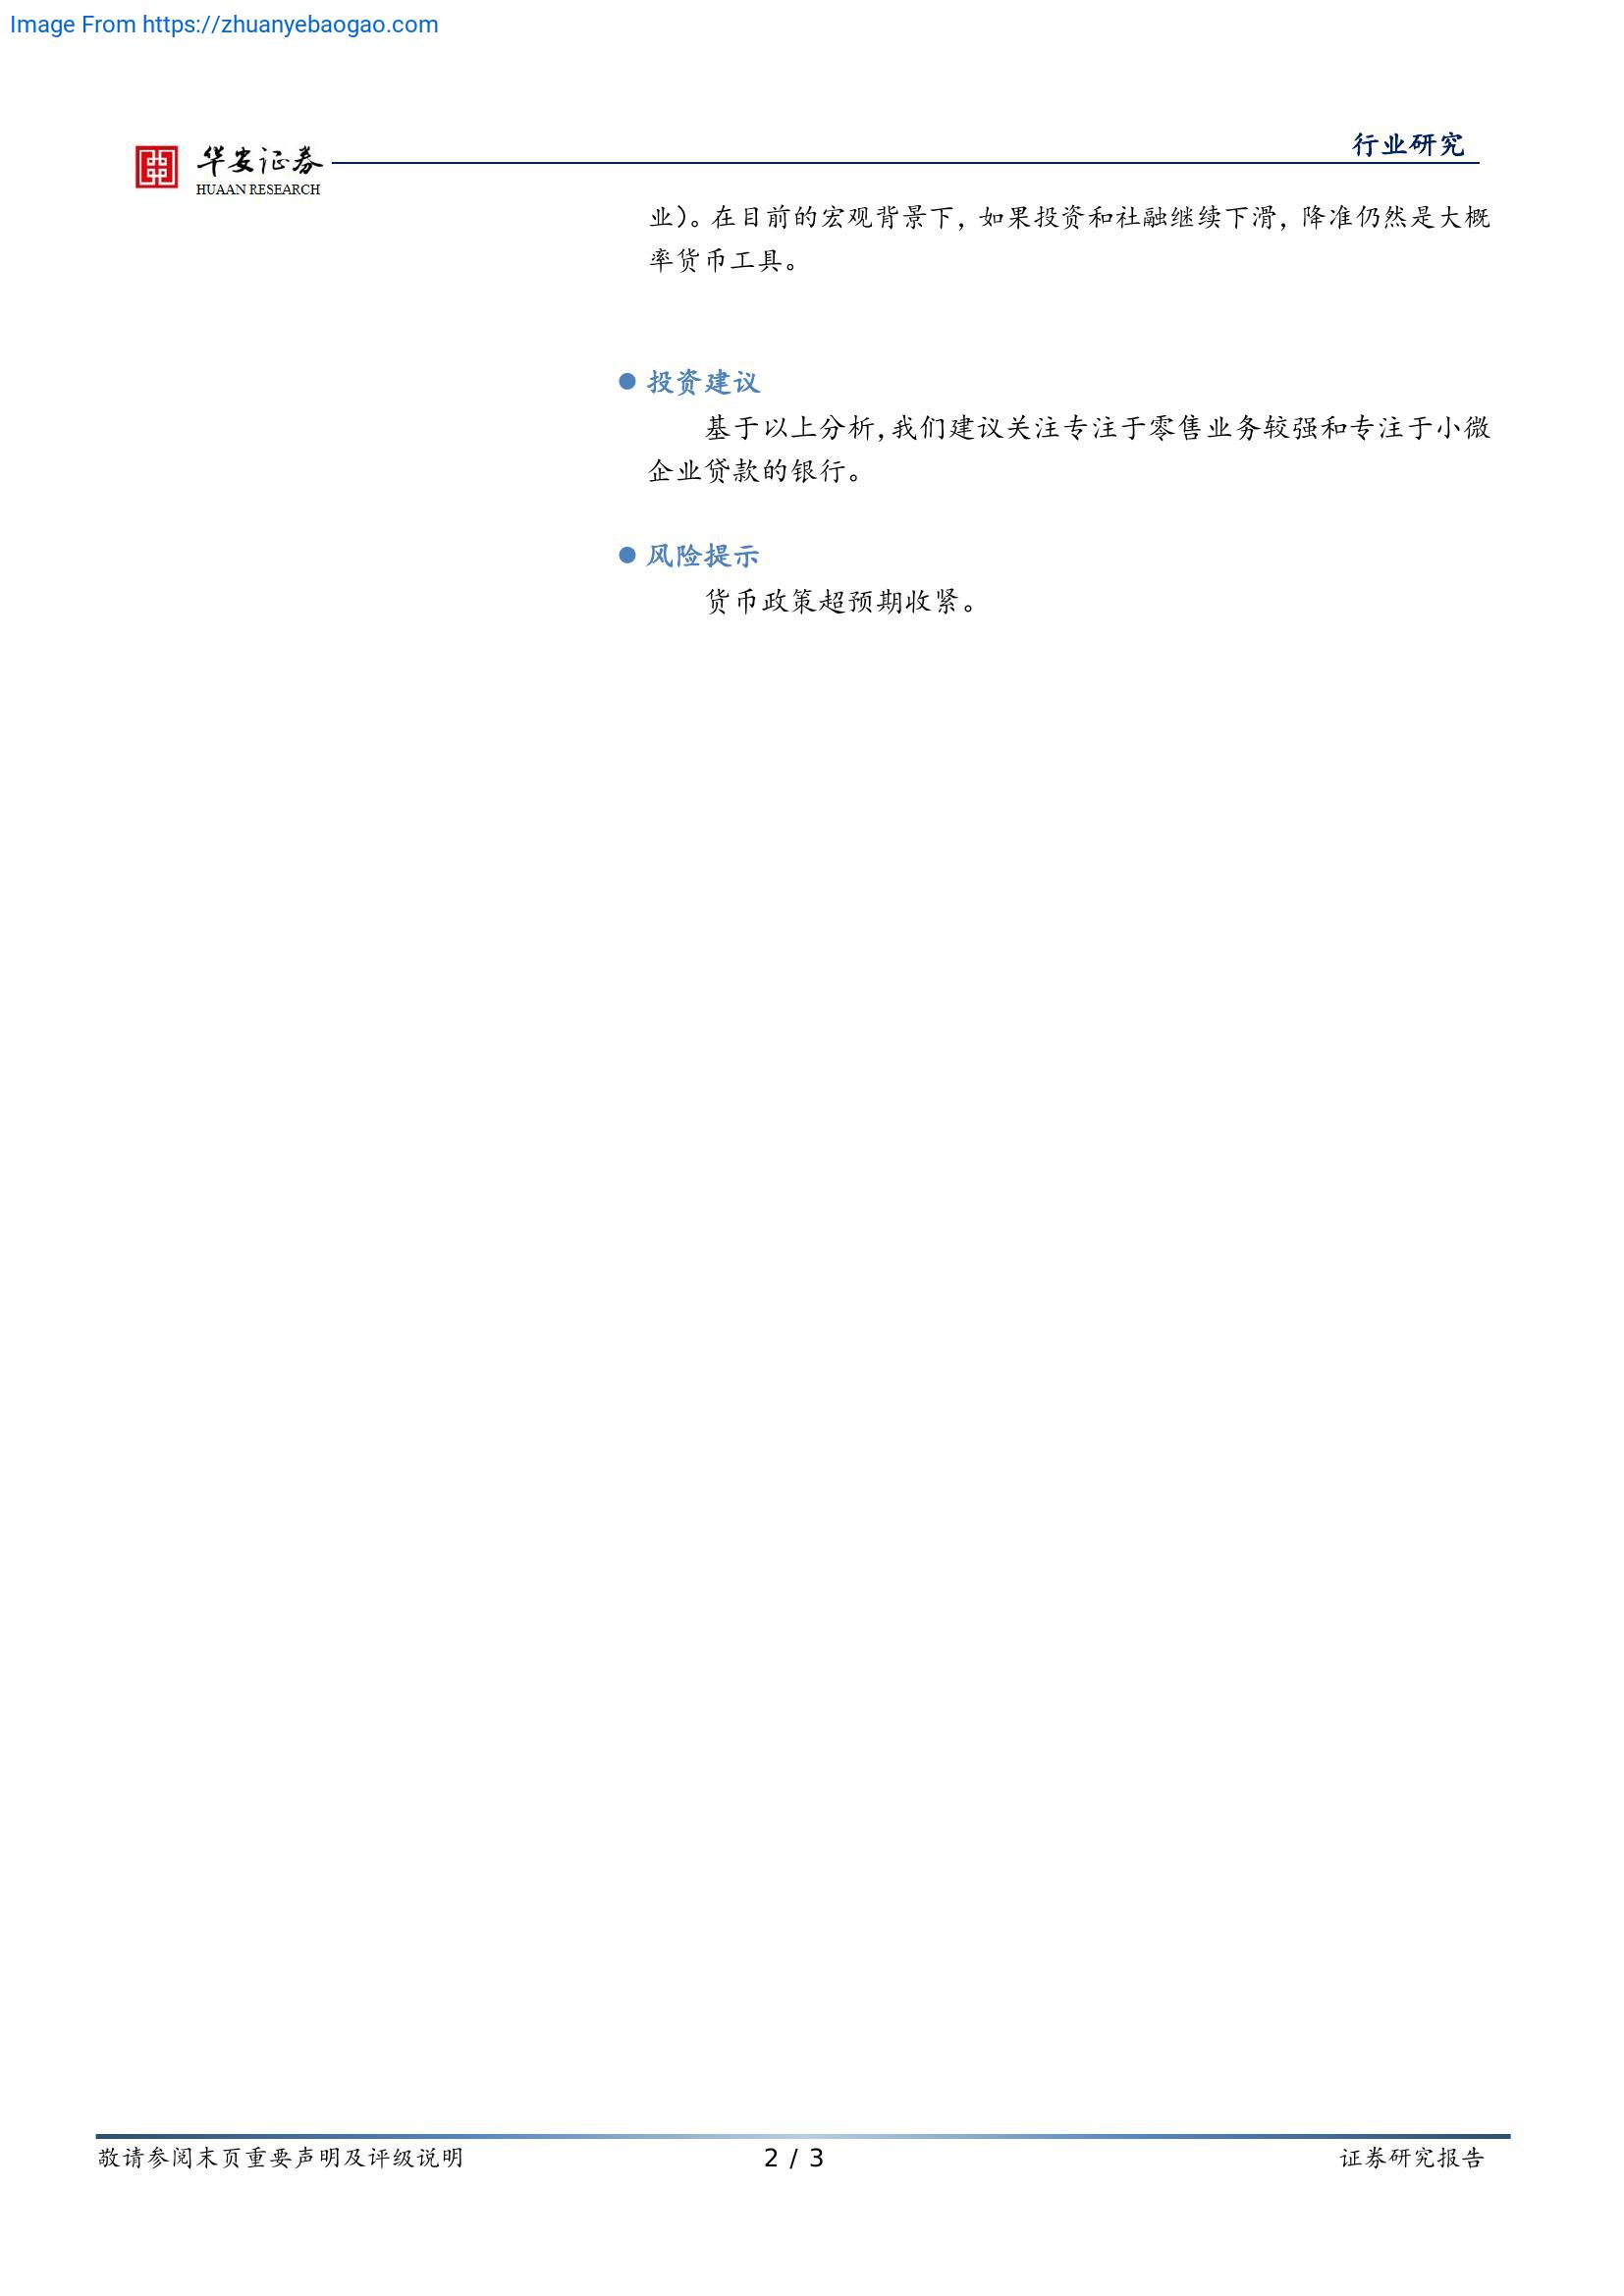 Image From https://zhuanyebaogao.com
行业研究
华安证券
HUAAN RESEARCH
业）。在目前的宏观背景下，如果投资和社融继续下滑，降准仍然是大概
率货币工具。
投资建议
基于以上分析，我们建议关注专注于零售业务较强和专注于小微
企业贷款的银行。
风险提示
货币政策超预期收紧。
敬请参阅末页重要声明及评级说明
2 / 3
证券研究报告